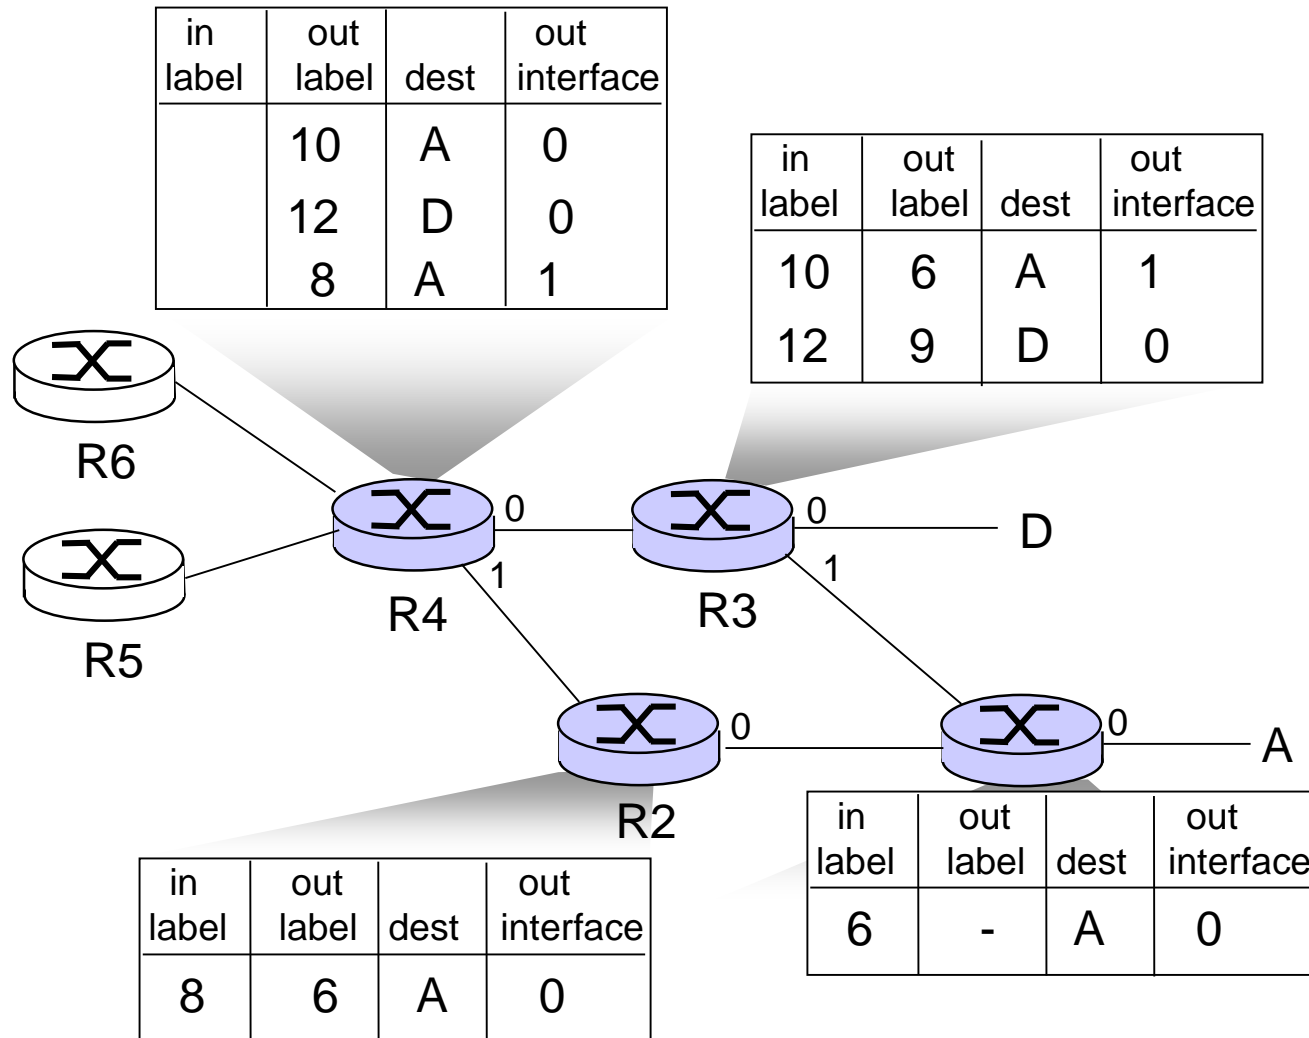 in out out
label label dest interface
10 A 0
12 D 0
8 A 1
in out out
label label dest interface
10 6 A 1
12 9 D 0
R6
R5
R4
0
1
R3
0
1
D
R2
0
0
A
in out out
label label dest interface
8 6 A 0
in out out
label label dest interface
6 - A 0